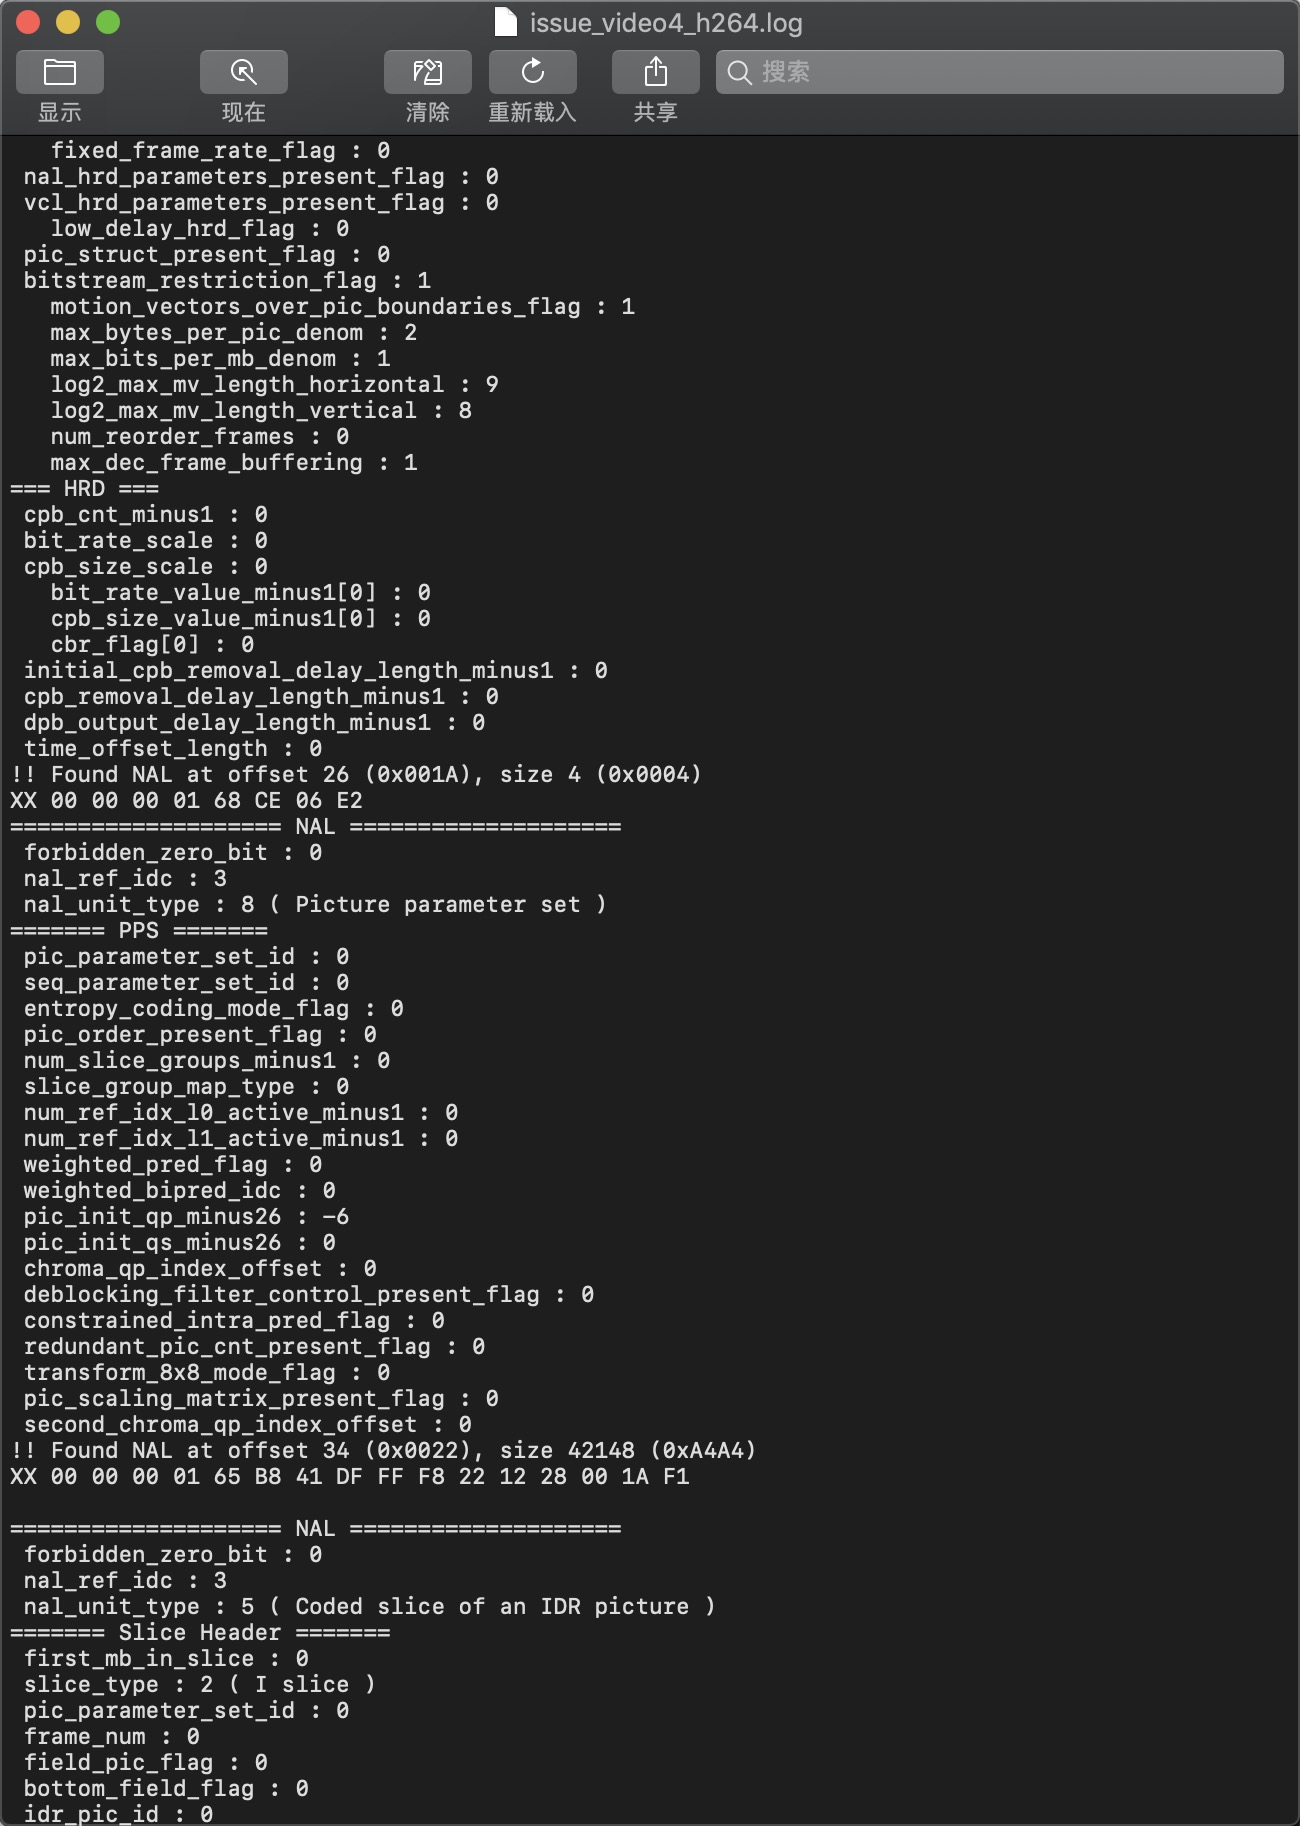 issue_video4_h264.log
显示 现在 清除 重新载入 共享 搜索
fixed_frame_rate_flag : 0
nal_hrd_parameters_present_flag : 0
vcl_hrd_parameters_present_flag : 0
low_delay_hrd_flag : 0
pic_struct_present_flag : 0
bitstream_restriction_flag : 1
motion_vectors_over_pic_boundaries_flag : 1
max_bytes_per_pic_denom : 2
max_bits_per_mb_denom : 1
log2_max_mv_length_horizontal : 9
log2_max_mv_length_vertical : 8
num_reorder_frames : 0
max_dec_frame_buffering : 1
=== HRD ===
cpb_cnt_minus1 : 0
bit_rate_scale : 0
cpb_size_scale : 0
bit_rate_value_minus1[0] : 0
cpb_size_value_minus1[0] : 0
cbr_flag[0] : 0
initial_cpb_removal_delay_length_minus1 : 0
cpb_removal_delay_length_minus1 : 0
dpb_output_delay_length_minus1 : 0
time_offset_length : 0
!! Found NAL at offset 26 (0x001A), size 4 (0x0004)
XX 00 00 00 01 68 CE 06 E2
==================== NAL ====================
forbidden_zero_bit : 0
nal_ref_idc : 3
nal_unit_type : 8 ( Picture parameter set )
======= PPS =======
pic_parameter_set_id : 0
seq_parameter_set_id : 0
entropy_coding_mode_flag : 0
pic_order_present_flag : 0
num_slice_groups_minus1 : 0
slice_group_map_type : 0
num_ref_idx_l0_active_minus1 : 0
num_ref_idx_l1_active_minus1 : 0
weighted_pred_flag : 0
weighted_bipred_idc : 0
pic_init_qp_minus26 : -6
pic_init_qs_minus26 : 0
chroma_qp_index_offset : 0
deblocking_filter_control_present_flag : 0
constrained_intra_pred_flag : 0
redundant_pic_cnt_present_flag : 0
transform_8x8_mode_flag : 0
pic_scaling_matrix_present_flag : 0
second_chroma_qp_index_offset : 0
!! Found NAL at offset 34 (0x0022), size 42148 (0xA4A4)
XX 00 00 00 01 65 B8 41 DF FF F8 22 12 28 00 1A F1
==================== NAL ====================
forbidden_zero_bit : 0
nal_ref_idc : 3
nal_unit_type : 5 ( Coded slice of an IDR picture )
======= Slice Header =======
first_mb_in_slice : 0
slice_type : 2 ( I slice )
pic_parameter_set_id : 0
frame_num : 0
field_pic_flag : 0
bottom_field_flag : 0
idr_pic_id : 0